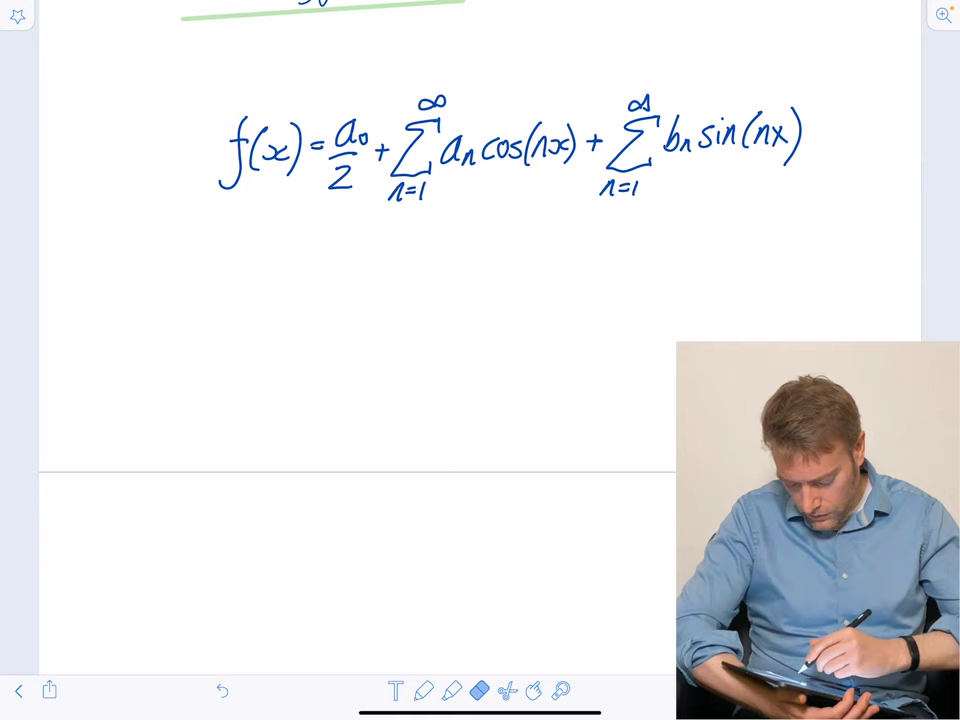 f(x) = a₀/2 + ∑_{n=1}^{∞} aₙ cos(nx) + ∑_{n=1}^{∞} bₙ sin(nx)